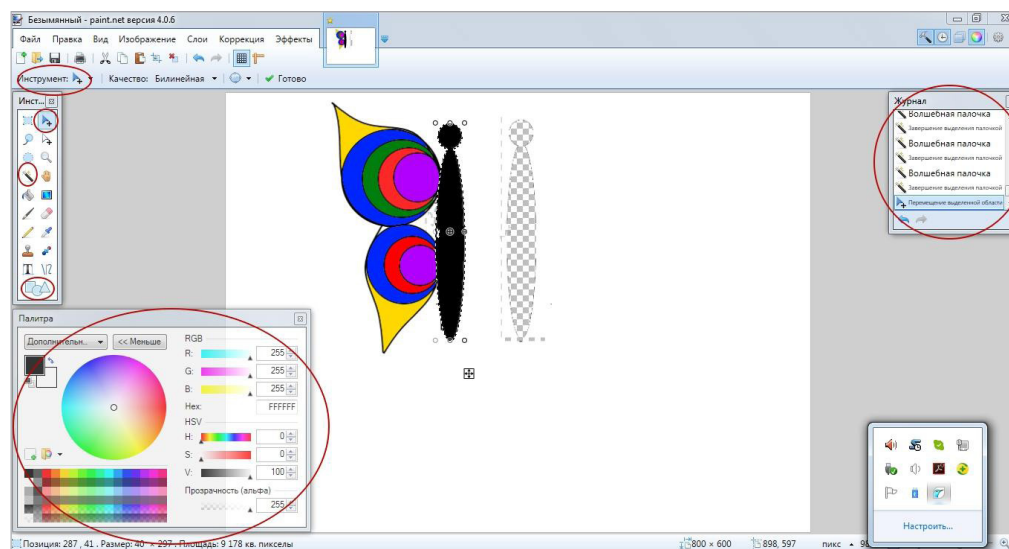 Безымянный - paint.net версия 4.0.6
Файл Правка Вид Изображение Слои Коррекция Эффекты
Инструмент: Качество: Билинейная Готово
Инст...
Журнал
Волшебная палочка
Завершение выделения палочкой
Волшебная палочка
Завершение выделения палочкой
Волшебная палочка
Завершение выделения палочкой
Перемещение выделенной области
T
Палитра
Дополнительн... << Меньше
RGB
R: 255
G: 255
B: 255
Hex: FFFFFF
HSV
H: 0
S: 0
V: 100
Прозрачность (альфа)
255
Настроить...
Позиция: 287, 41. Размер: 40 × 297. Площадь: 9 178 кв. пикселы
800 × 600 898, 597 пикс